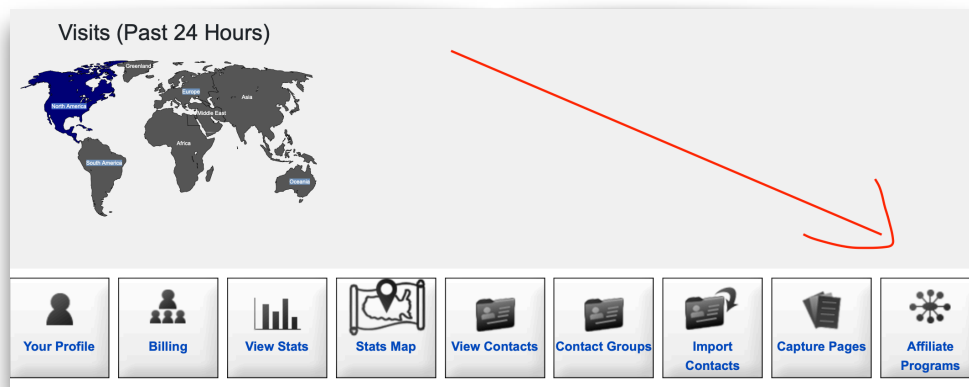 Visits (Past 24 Hours)
Greenland
Europe
Asia
North America
Middle East
Africa
South America
Oceania
Your Profile
Billing
View Stats
Stats Map
View Contacts
Contact Groups
Import
Contacts
Capture Pages
Affiliate
Programs